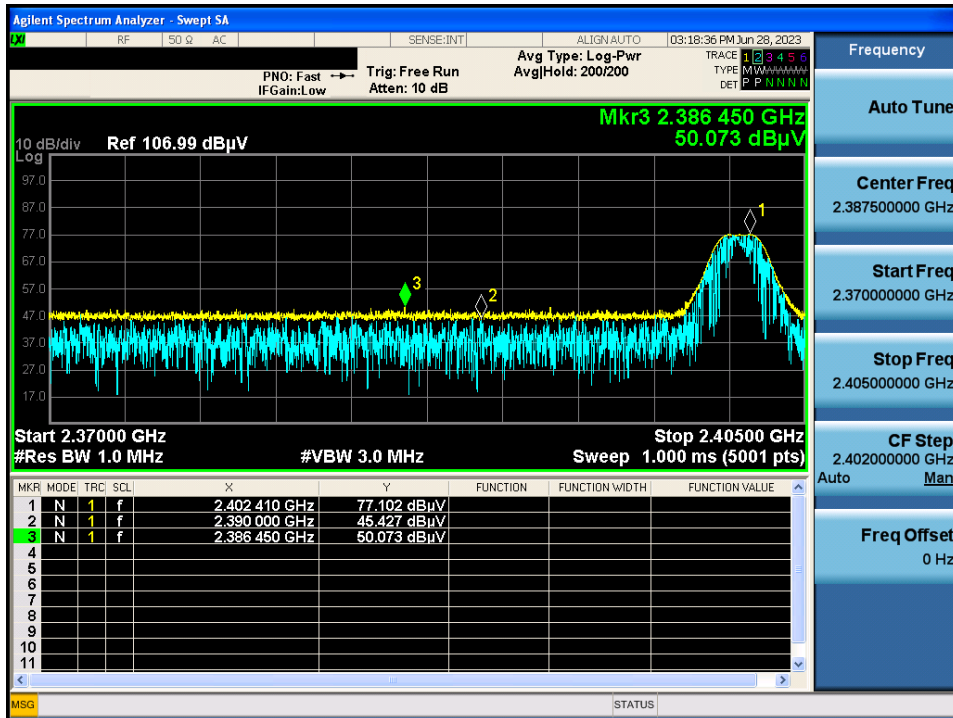 Agilent Spectrum Analyzer - Swept SA
LXI RF 50 Ω AC SENSE:INT ALIGN AUTO 03:18:36 PM Jun 28, 2023
PNO: Fast
IFGain:Low
Trig: Free Run
Atten: 10 dB
Avg Type: Log-Pwr
Avg|Hold: 200/200
TRACE 1 2 3 4 5 6
TYPE M W
DET P P N N N N
Mkr3 2.386 450 GHz
50.073 dBµV
10 dB/div Ref 106.99 dBµV
Log
97.0
87.0
77.0
67.0
57.0
47.0
37.0
27.0
17.0
1
3
2
Start 2.37000 GHz Stop 2.40500 GHz
#Res BW 1.0 MHz #VBW 3.0 MHz Sweep 1.000 ms (5001 pts)
MKR MODE TRC SCL X Y FUNCTION FUNCTION WIDTH FUNCTION VALUE
1 N 1 f 2.402 410 GHz 77.102 dBµV
2 N 1 f 2.390 000 GHz 45.427 dBµV
3 N 1 f 2.386 450 GHz 50.073 dBµV
4
5
6
7
8
9
10
11
MSG STATUS
Frequency
Auto Tune
Center Freq
2.387500000 GHz
Start Freq
2.370000000 GHz
Stop Freq
2.405000000 GHz
CF Step
2.402000000 GHz
Auto Man
Freq Offset
0 Hz